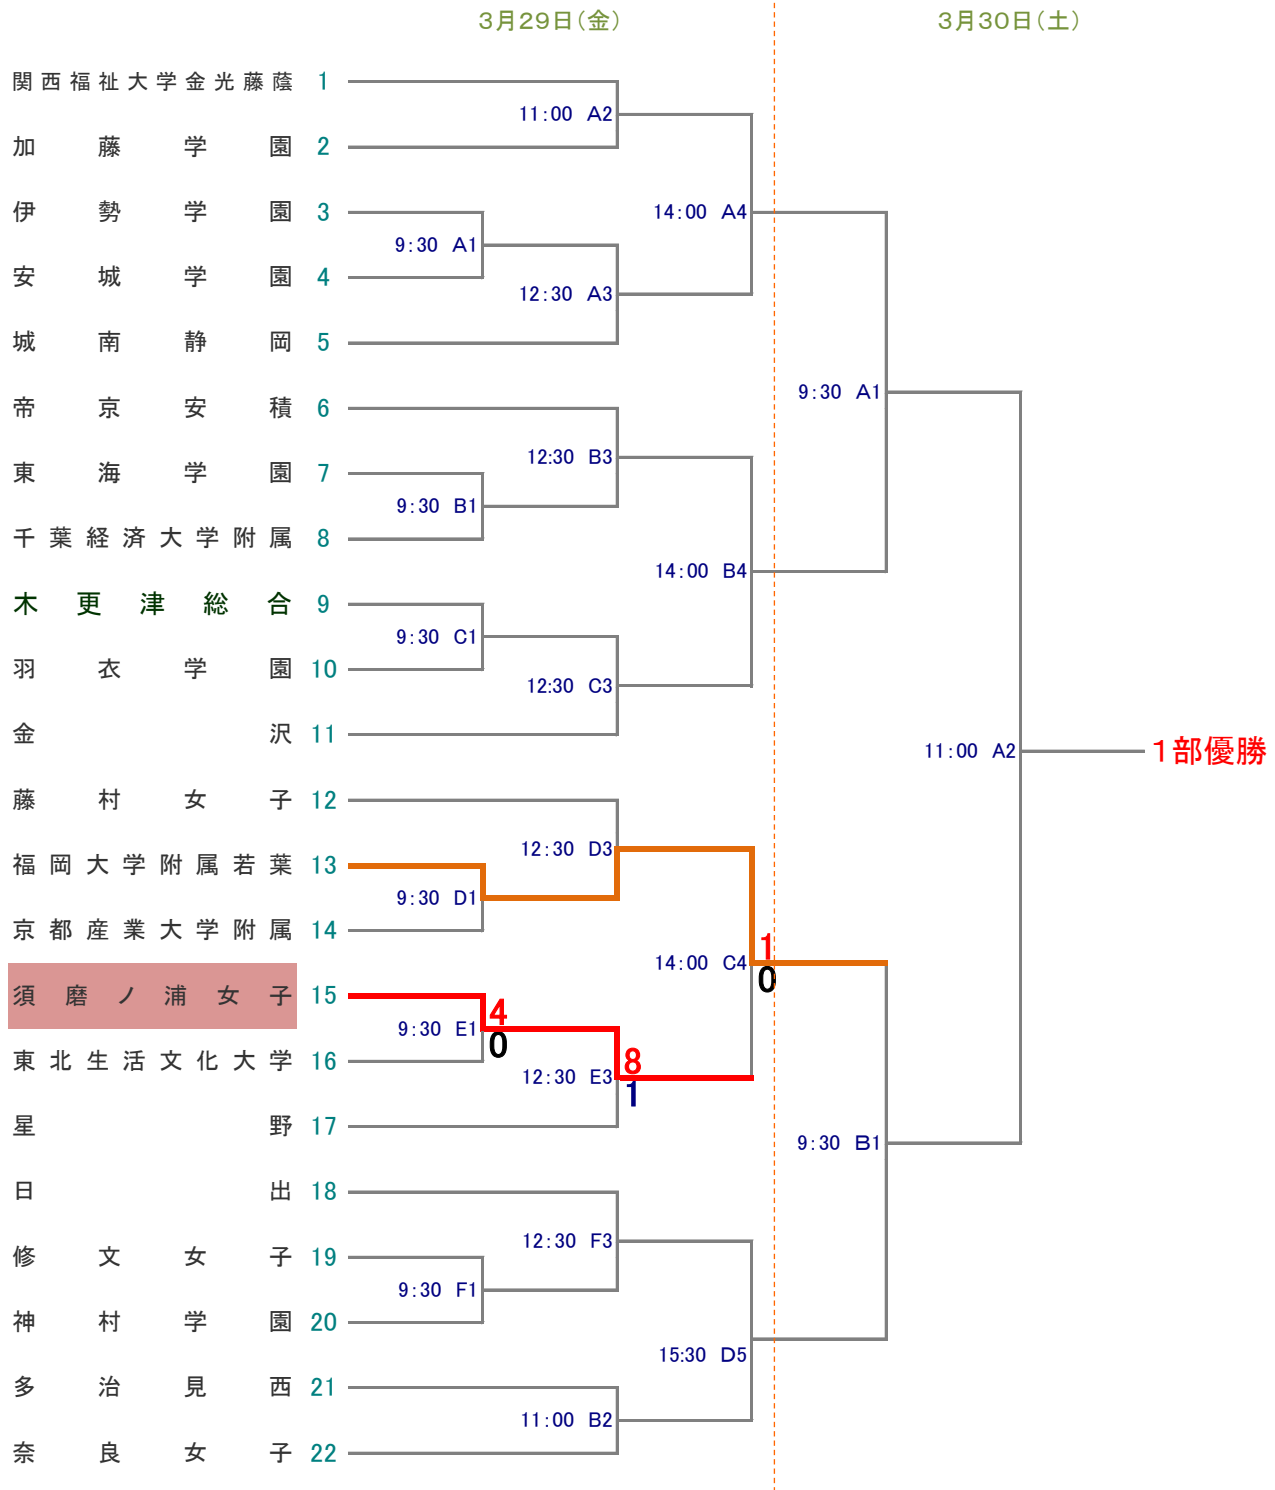 3月29日(金) 3月30日(土)
関西福祉大学金光藤蔭 1
11:00 A2
加藤学園 2
伊勢学園 3
14:00 A4
9:30 A1
安城学園 4
12:30 A3
城南静岡 5
9:30 A1
帝京安積 6
12:30 B3
東海学園 7
9:30 B1
千葉経済大学附属 8
14:00 B4
木更津総合 9
9:30 C1
羽衣学園 10
12:30 C3
金沢 11
11:00 A2 1部優勝
藤村女子 12
12:30 D3
福岡大学附属若葉 13
9:30 D1
京都産業大学附属 14
1
14:00 C4
0
須磨ノ浦女子 15
4
9:30 E1
0
東北生活文化大学 16
8
12:30 E3
1
星野 17
9:30 B1
日出 18
12:30 F3
修文女子 19
9:30 F1
神村学園 20
15:30 D5
多治見西 21
11:00 B2
奈良女子 22